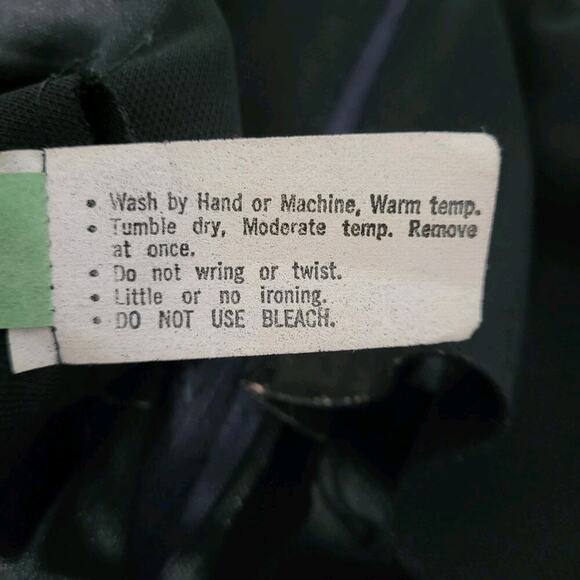 • Wash by Hand or Machine, Warm temp.
• Tumble dry, Moderate temp. Remove
at once.
• Do not wring or twist.
• Little or no ironing.
• DO NOT USE BLEACH.